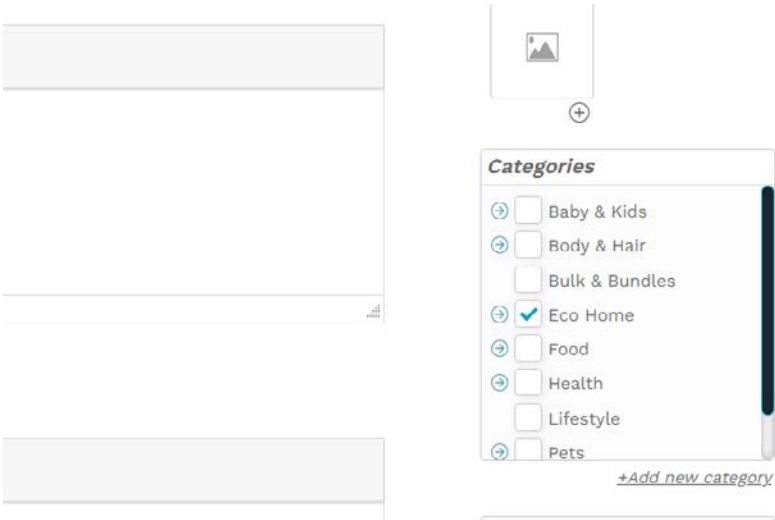 Categories
Baby & Kids
Body & Hair
Bulk & Bundles
Eco Home
Food
Health
Lifestyle
Pets
+Add new category